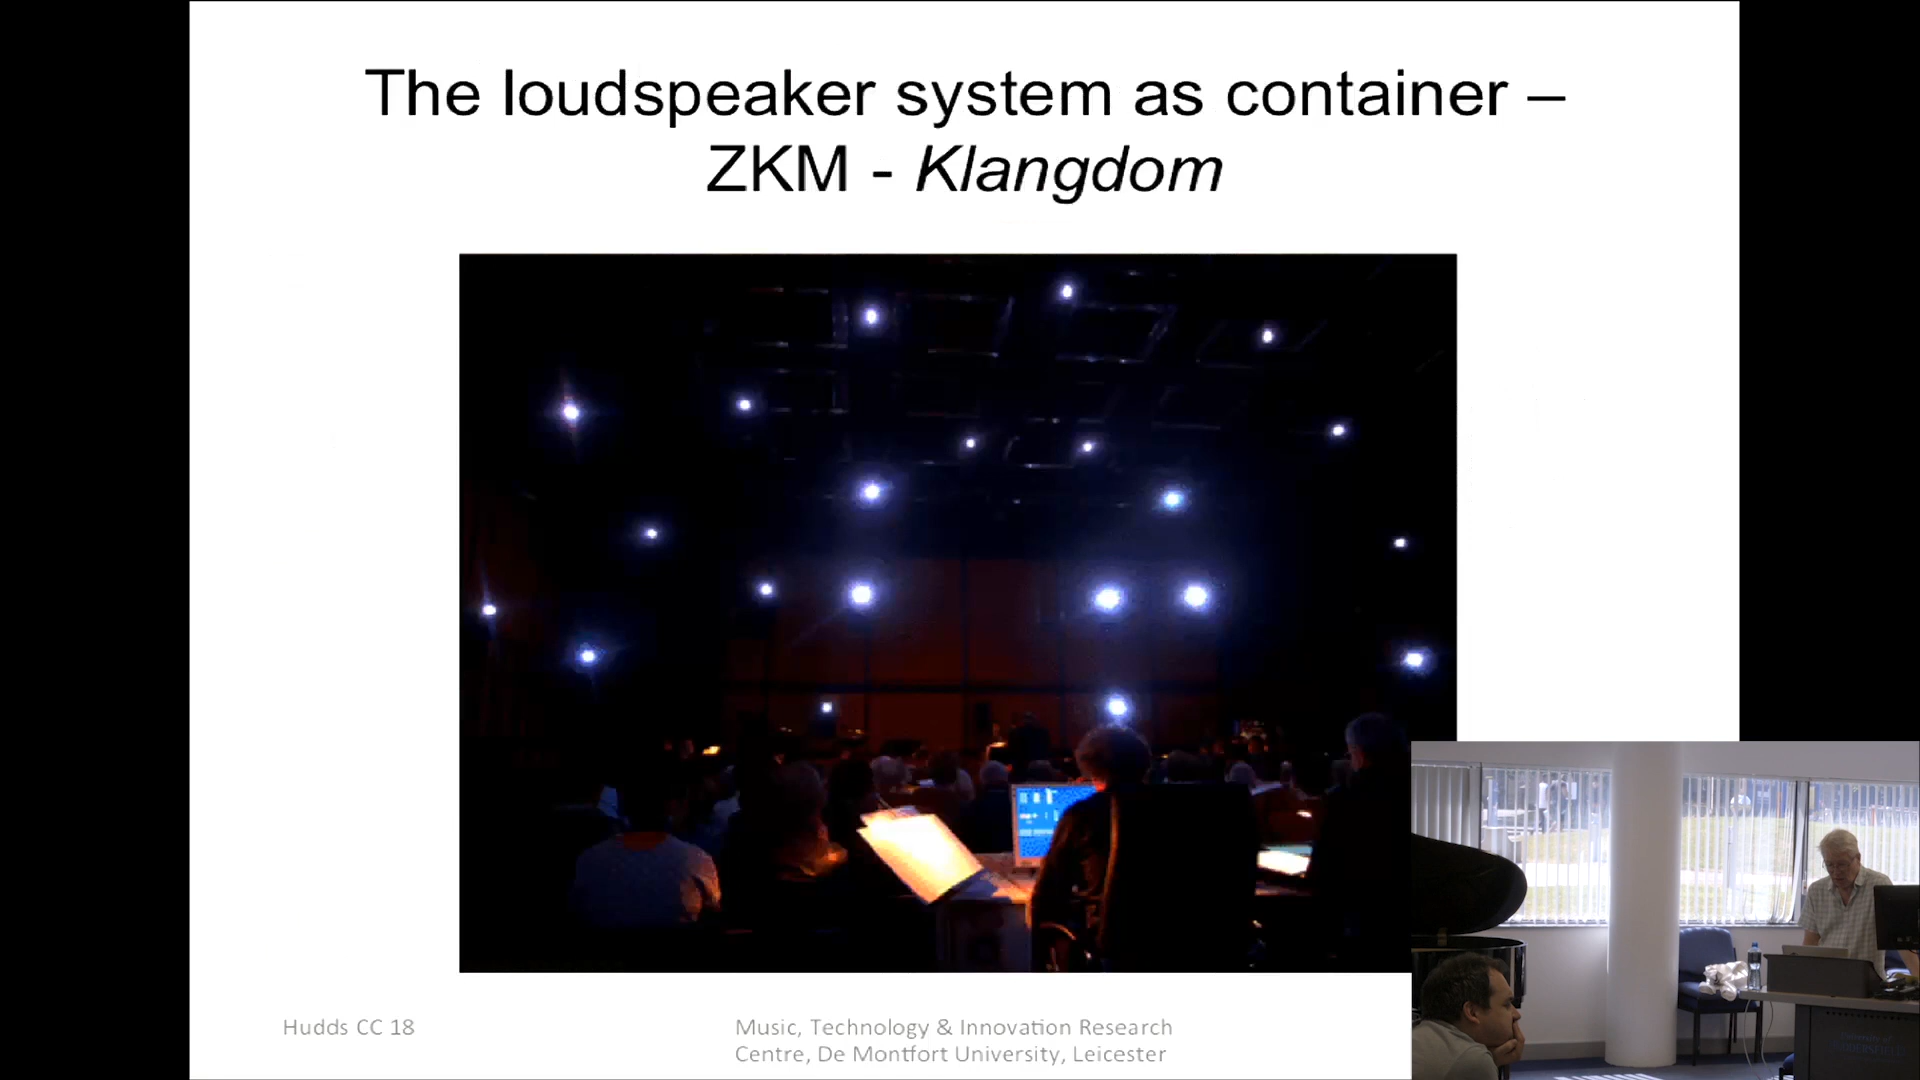 The loudspeaker system as container –
ZKM - Klangdom
Hudds CC 18
Music, Technology & Innovation Research
Centre, De Montfort University, Leicester